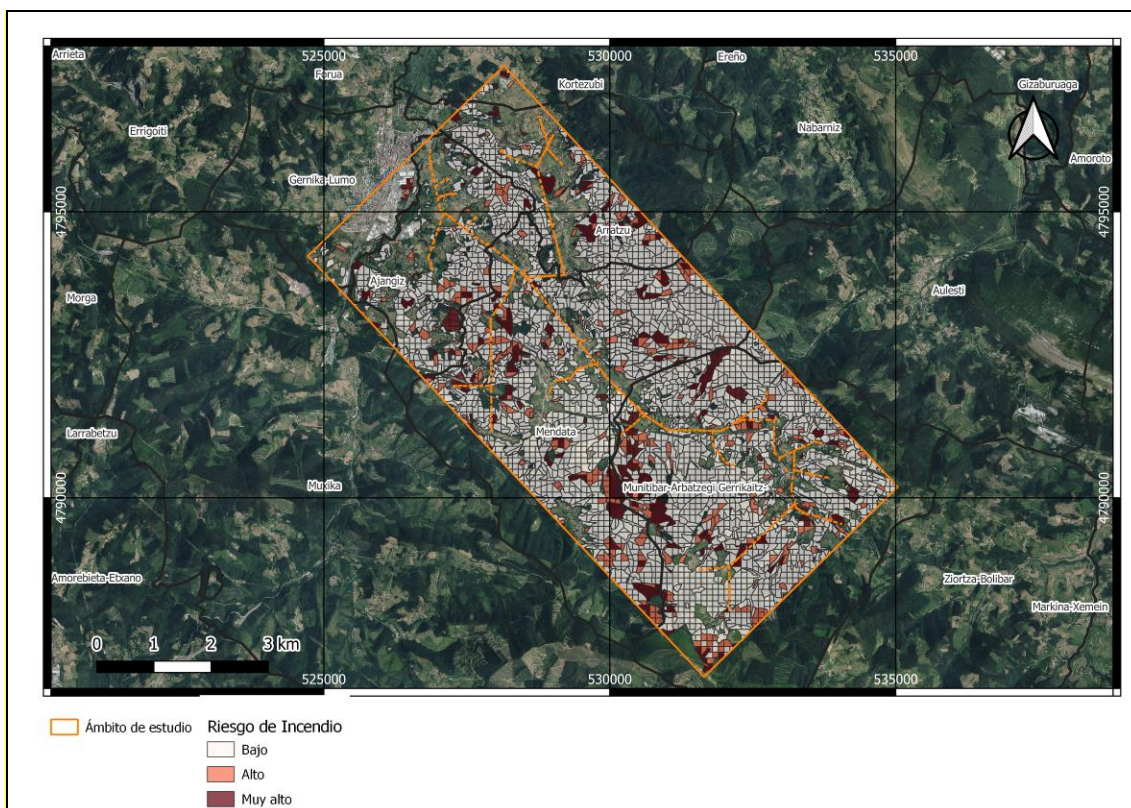 525000
530000
535000
Arrieta
Forua
Kortezubi
Ereño
Gizaburuaga
Errigoiti
Nabarniz
Amoroto
Gernika-Lumo
4795000
4795000
Arratzu
Ajangiz
Aulesti
Morga
Larrabetzu
Mendata
Muxika
Munitibar-Arbatzegi Gerrikaitz-
4790000
4790000
Amorebieta-Etxano
Ziortza-Bolibar
Markina-Xemein
0 1 2 3 km
525000
530000
535000
Ámbito de estudio
Riesgo de Incendio
Bajo
Alto
Muy alto